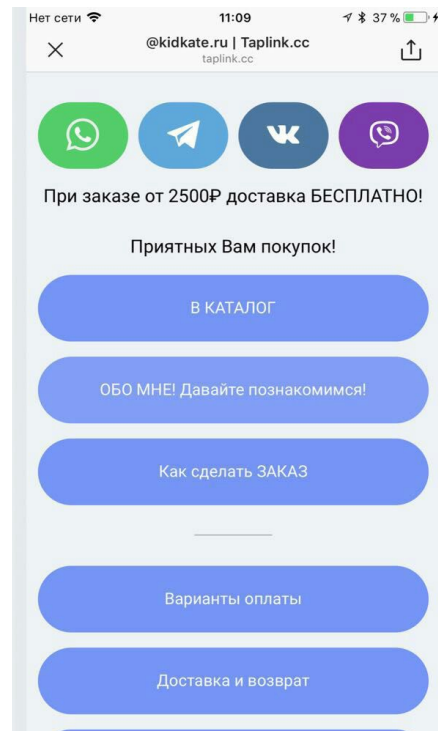 Нет сети 11:09 37 %
@kidkate.ru | Taplink.cc
taplink.cc
При заказе от 2500₽ доставка БЕСПЛАТНО!
Приятных Вам покупок!
В КАТАЛОГ
ОБО МНЕ! Давайте познакомимся!
Как сделать ЗАКАЗ
Варианты оплаты
Доставка и возврат